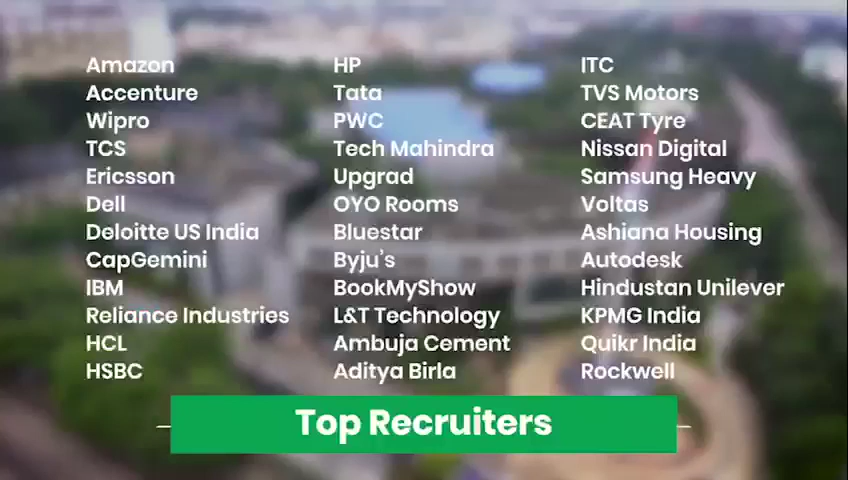 Amazon
Accenture
Wipro
TCS
Ericsson
Dell
Deloitte US India
CapGemini
IBM
Reliance Industries
HCL
HSBC
HP
Tata
PWC
Tech Mahindra
Upgrad
OYO Rooms
Bluestar
Byju's
BookMyShow
L&T Technology
Ambuja Cement
Aditya Birla
ITC
TVS Motors
CEAT Tyre
Nissan Digital
Samsung Heavy
Voltas
Ashiana Housing
Autodesk
Hindustan Unilever
KPMG India
Quikr India
Rockwell
Top Recruiters